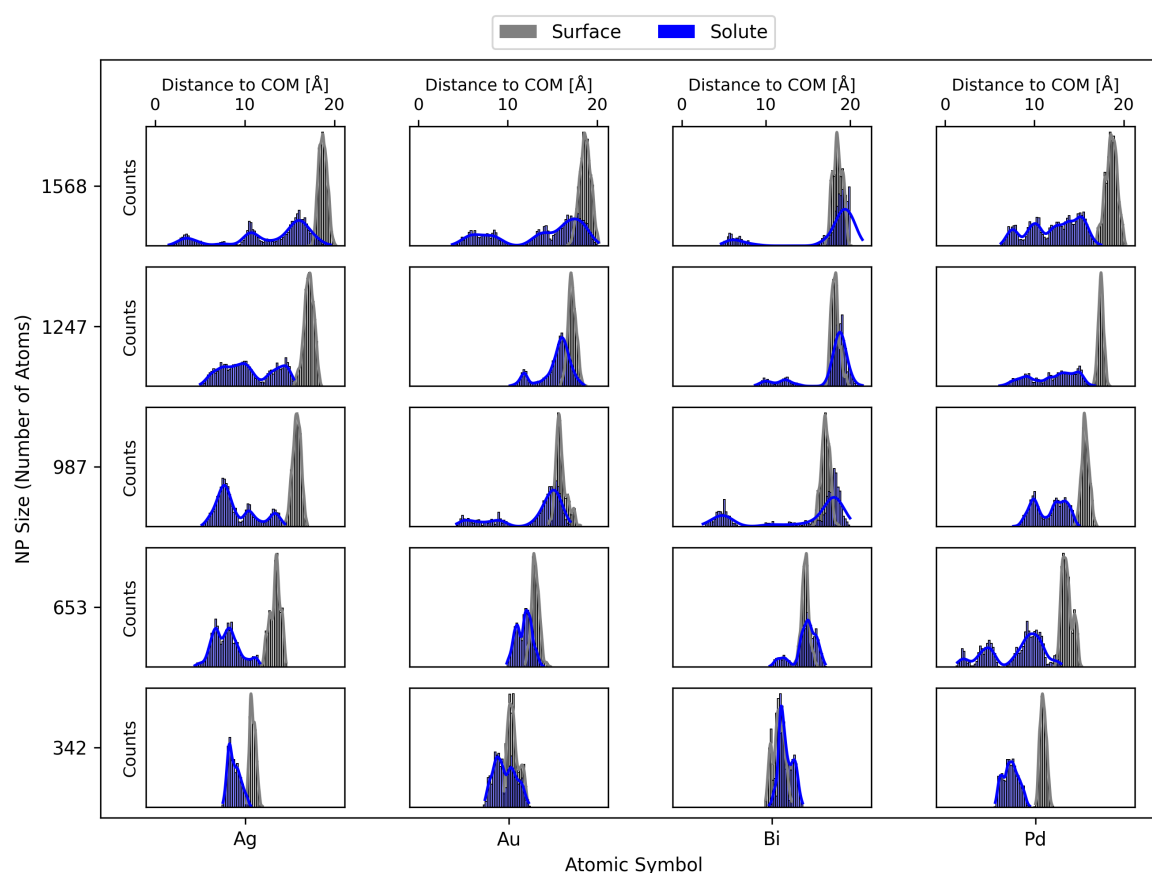 Surface Solute
Distance to COM [Å] Distance to COM [Å] Distance to COM [Å] Distance to COM [Å]
0 10 20 0 10 20 0 10 20 0 10 20
NP Size (Number of Atoms)
1568 Counts
1247 Counts
987 Counts
653 Counts
342 Counts
Ag Au Bi Pd
Atomic Symbol